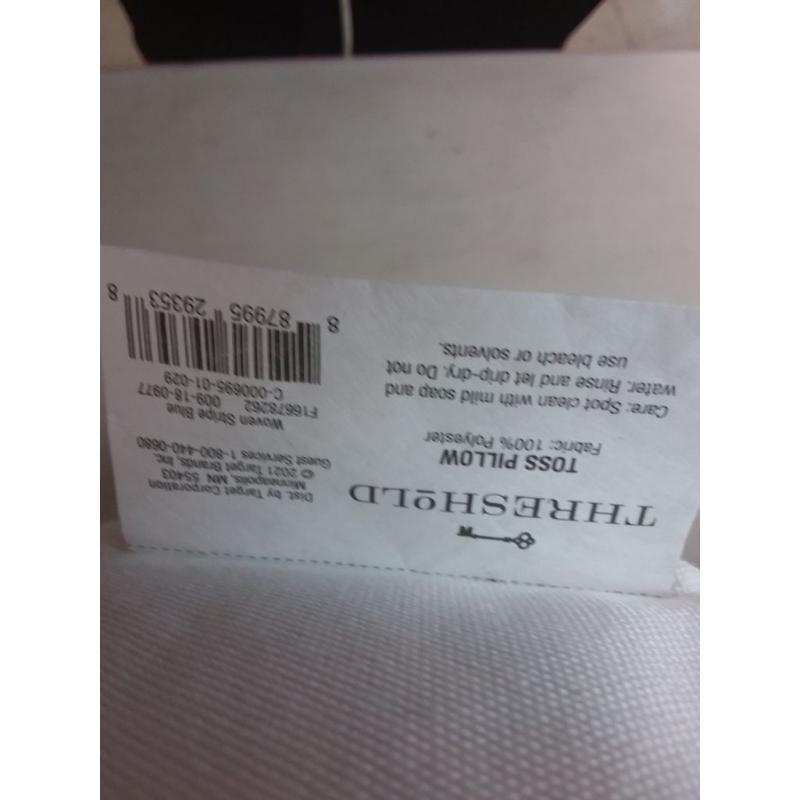 THRESHOLD
TOSS PILLOW
Fabric: 100% Polyester
Care: Spot clean with mild soap and
water. Rinse and let drip-dry. Do not
use bleach or solvents.
Dist. by Target Corporation
Minneapolis, MN 55403
© 2021 Target Brands, Inc.
Guest Services 1-800-440-0680
Woven Stripe Blue
F16678262 009-18-0977
C-000695-01-029
8 87995 29353 8